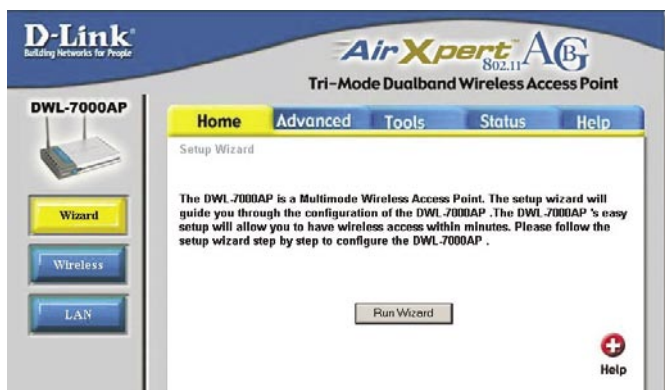 D-Link
Building Networks for People
AirXpert ABG
802.11
Tri-Mode Dualband Wireless Access Point
DWL-7000AP
Home Advanced Tools Status Help
Setup Wizard
The DWL-7000AP is a Multimode Wireless Access Point. The setup wizard will
guide you through the configuration of the DWL-7000AP .The DWL-7000AP 's easy
setup will allow you to have wireless access within minutes. Please follow the
setup wizard step by step to configure the DWL-7000AP .
Wizard
Wireless
LAN
Run Wizard
Help